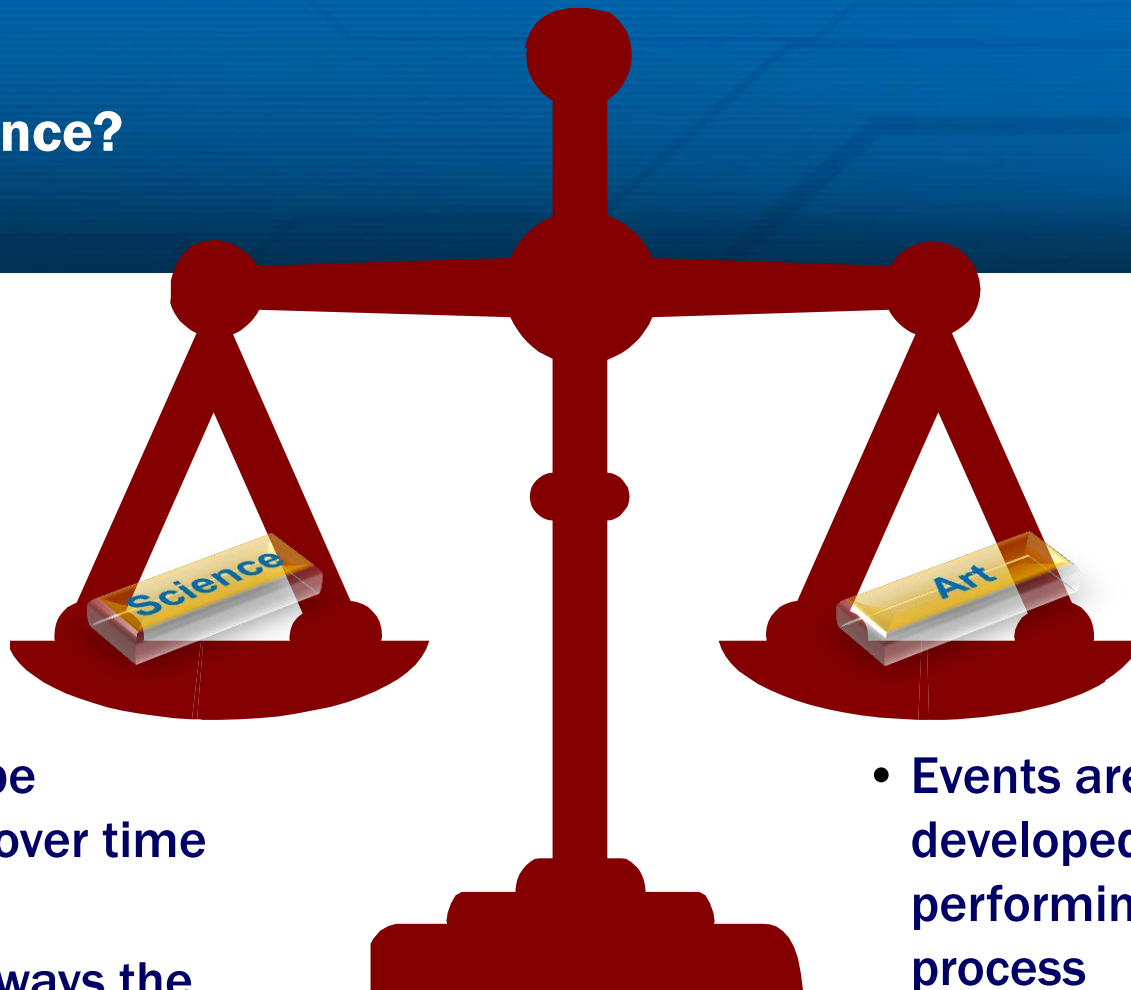 nce?
Science
Art
be
over time
ways the
• Events are
developed
performin
process